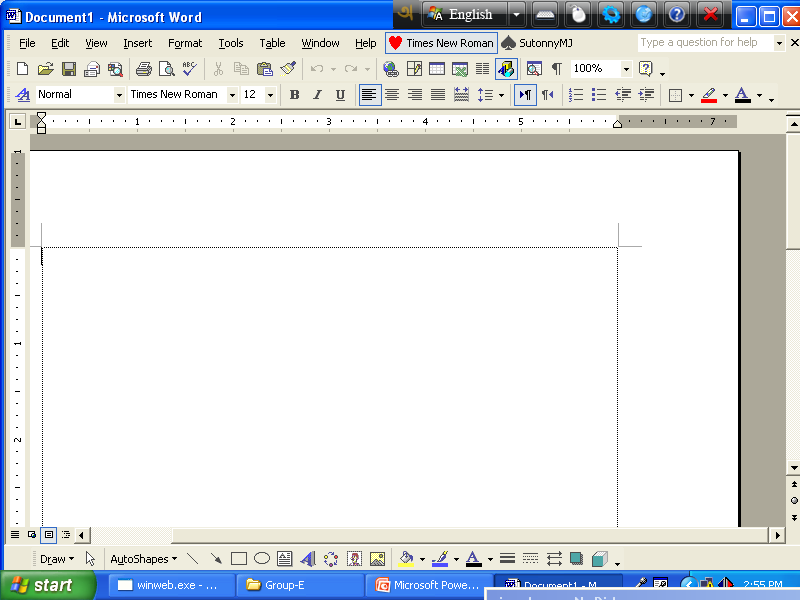 Document1 - Microsoft Word
English
File Edit View Insert Format Tools Table Window Help Times New Roman SutonnyMJ Type a question for help
ABC 100%
Normal Times New Roman 12 B I U
1 2 3 4 5 7
1
1
2
Draw AutoShapes
start winweb.exe - ... Group-E Microsoft Powe... Document1 - M 2:55 PM